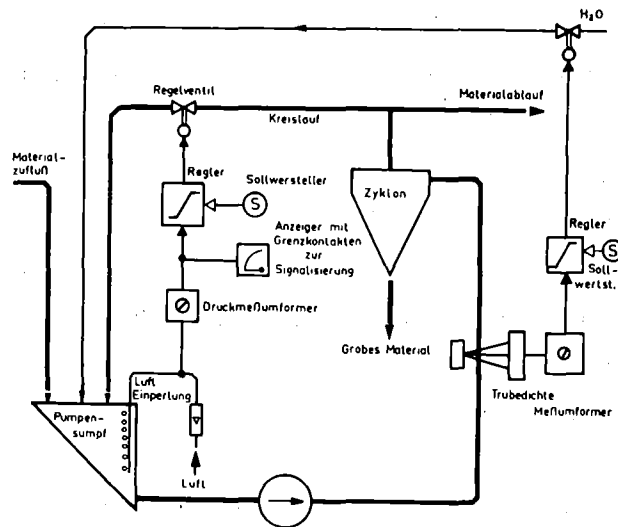 H₂O
Regelventil
Materialablauf
Kreislauf
Material-
zufluß
Regler
Sollwersteller
S
Zyklon
Anzeiger mit
Grenzkontakten
zur
Signalisierung
Regler
S
Soll-
wertst.
Druckmeßumformer
Grobes Material
Trubedichte
Meßumformer
Luft
Einperlung
Pumpen-
sumpf
Luft